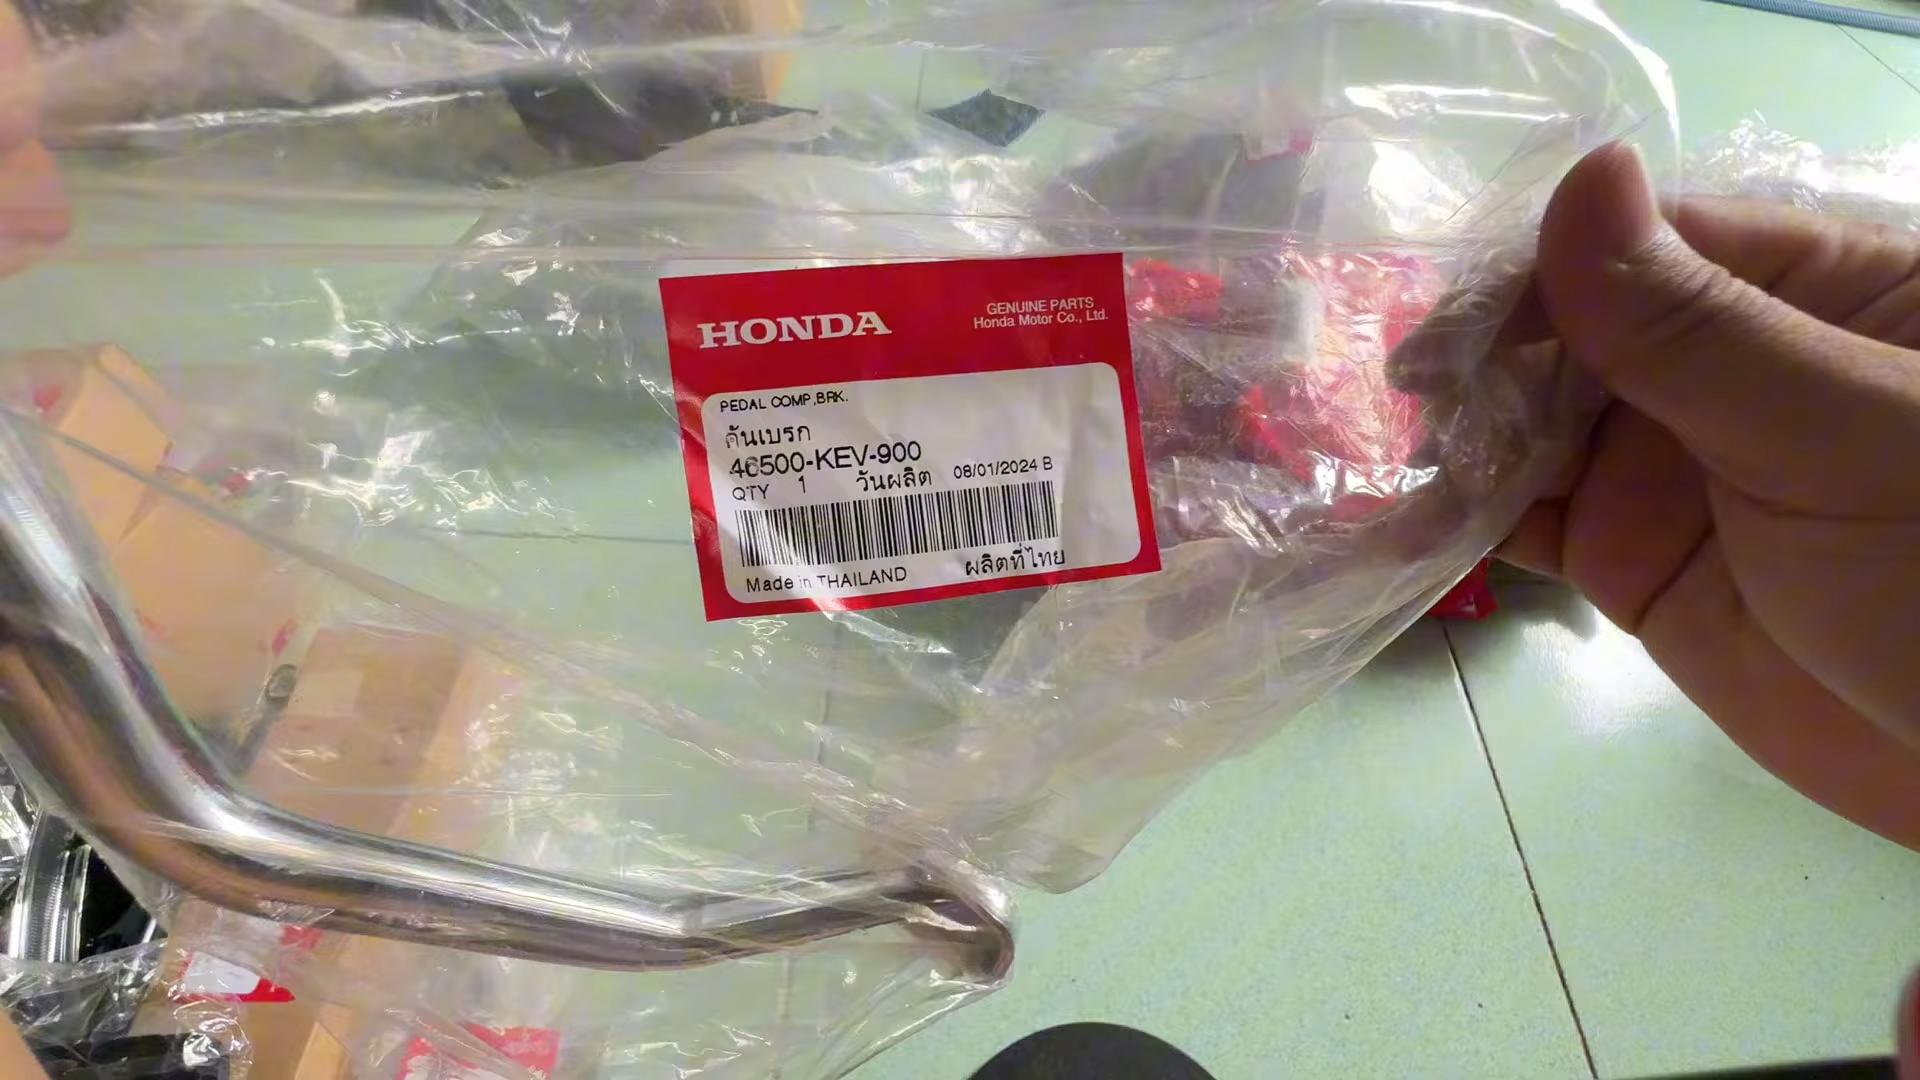 HONDA
GENUINE PARTS
Honda Motor Co., Ltd.
PEDAL COMP,BRK.
คันเบรก
46500-KEV-900
QTY 1 วันผลิต 08/01/2024 B
Made in THAILAND ผลิตที่ไทย